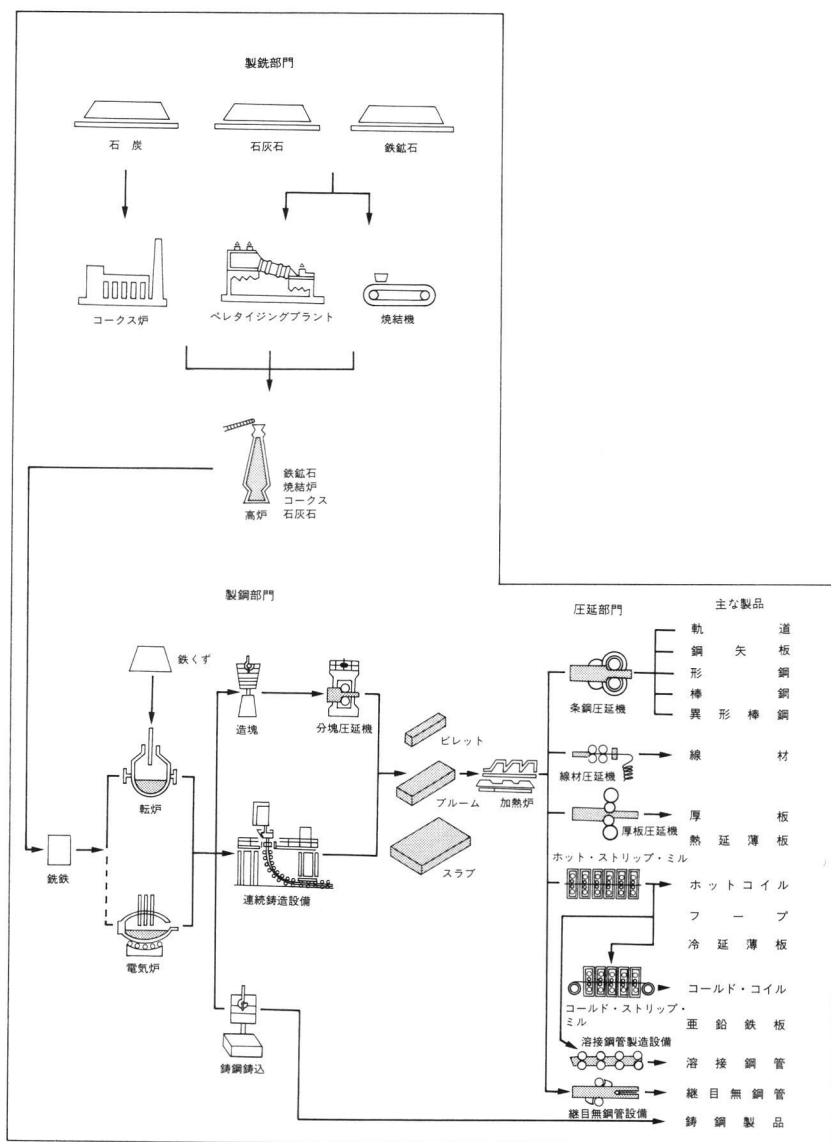 製銑部門
石炭
石灰石
鉄鉱石
コークス炉
ペレタイジングプラント
焼結機
高炉
鉄鉱石
焼結炉
コークス
石灰石
製鋼部門
鉄くず
転炉
銑鉄
電気炉
造塊
分塊圧延機
連続鋳造設備
鋳鋼鋳込
ビレット
ブルーム
スラブ
加熱炉
圧延部門
主な製品
条鋼圧延機
軌道
鋼矢板
形鋼
棒鋼
異形棒鋼
線材圧延機
線材
厚板圧延機
厚板
熱延薄板
ホット・ストリップ・ミル
ホットコイル
フープ
冷延薄板
コールド・ストリップ・
ミル
コールド・コイル
亜鉛鉄板
溶接鋼管製造設備
溶接鋼管
継目無鋼管設備
継目無鋼管
鋳鋼製品